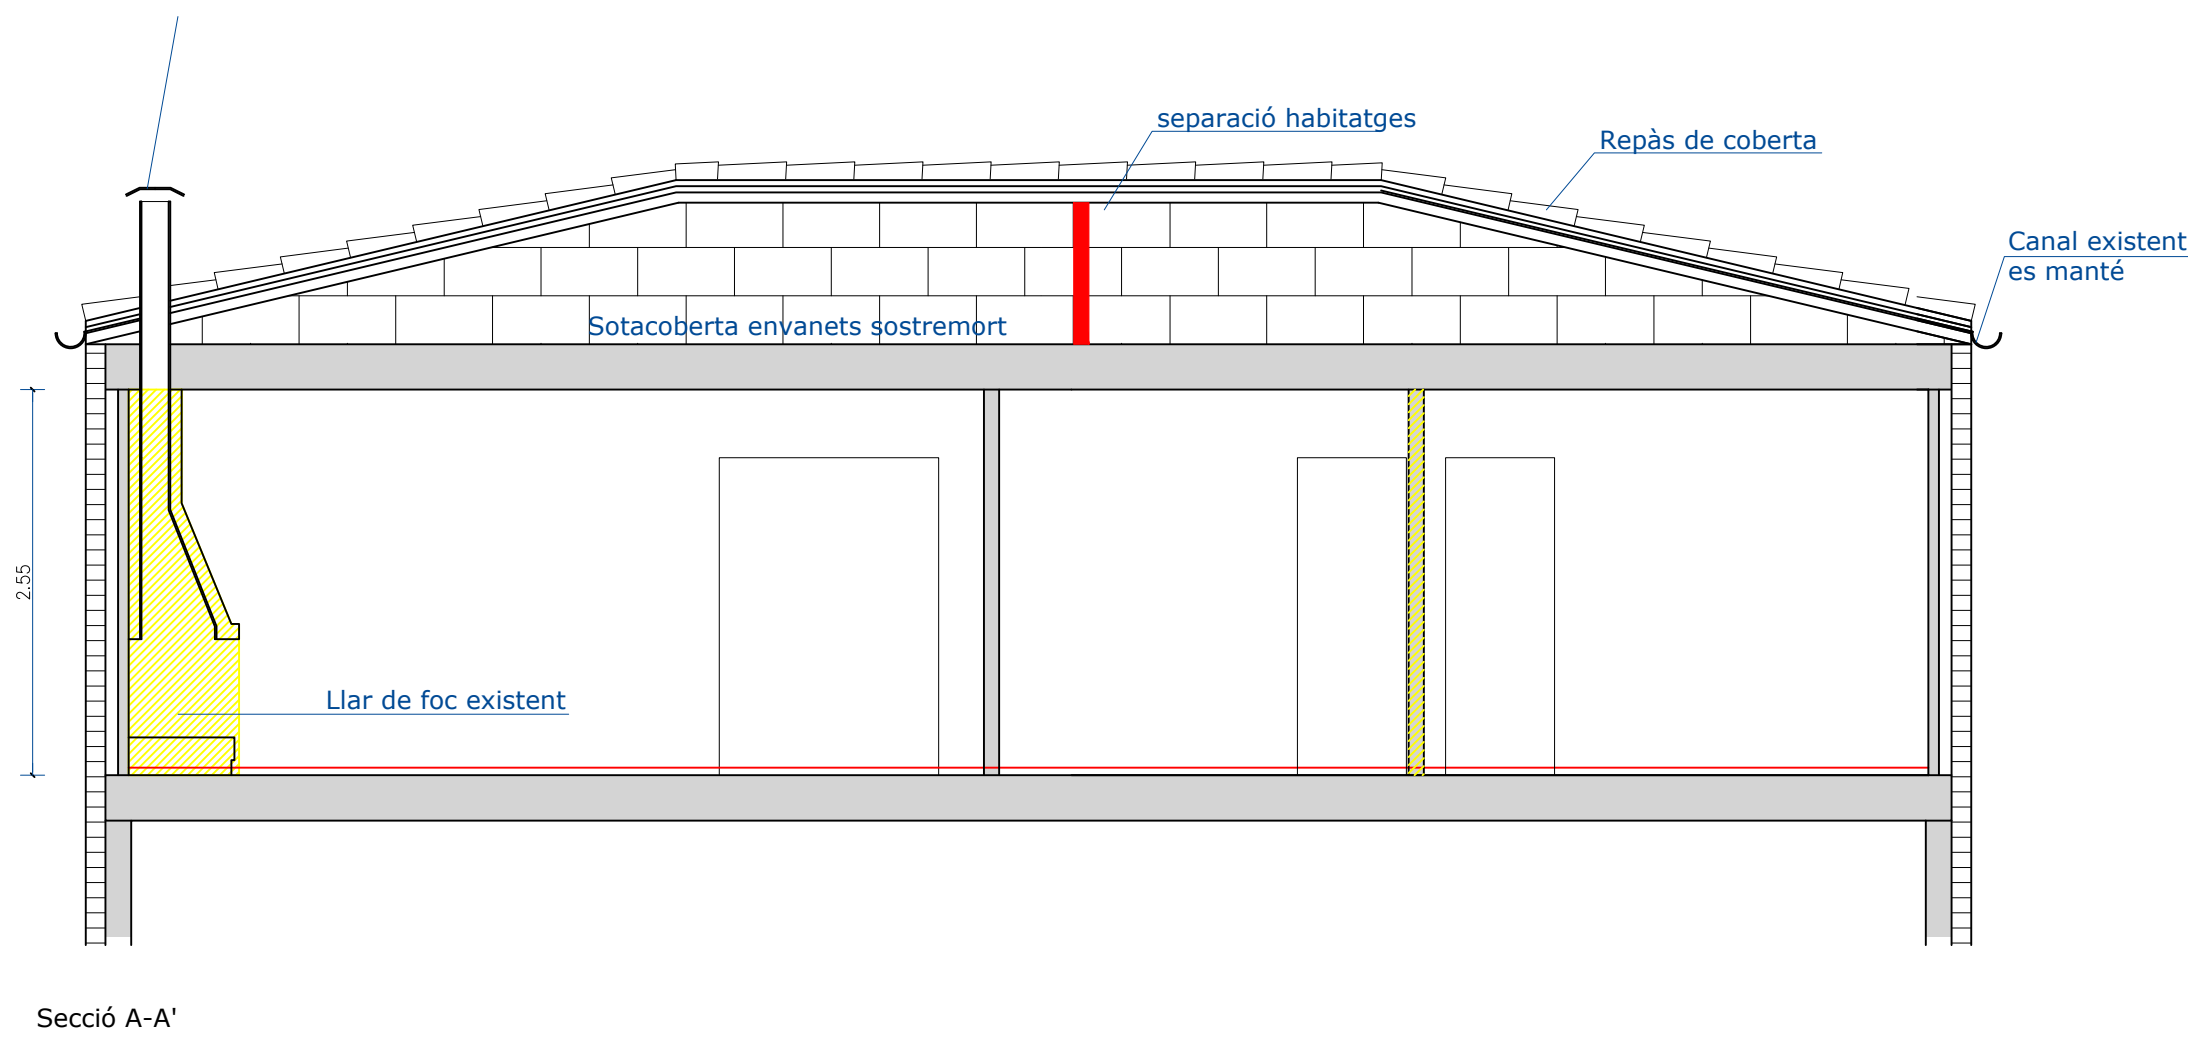 separació habitatges
Repàs de coberta
Canal existent
es manté
Sotacoberta envanets sostremort
2.55
Llar de foc existent
Secció A-A'